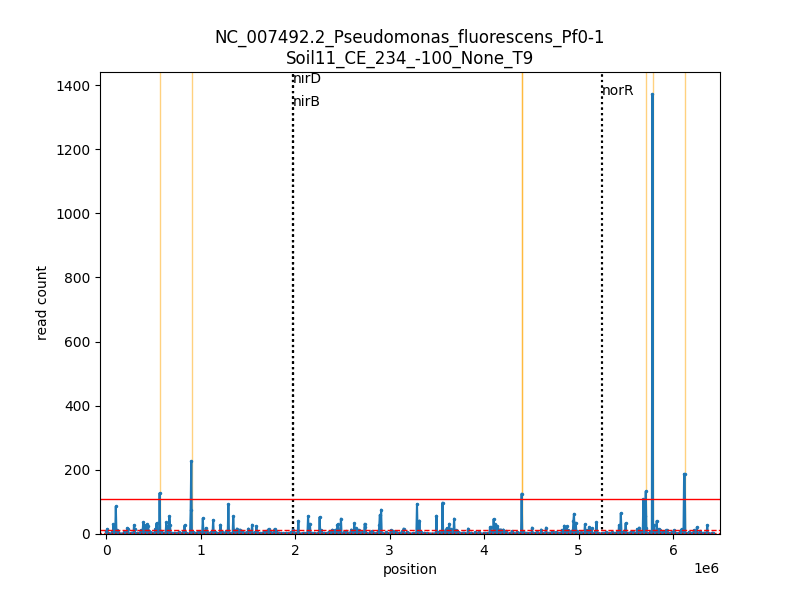 NC_007492.2_Pseudomonas_fluorescens_Pf0-1
Soil11_CE_234_-100_None_T9
nirD
nirB
norR
1400
1200
1000
800
600
400
200
0
read count
0 1 2 3 4 5 6
1e6
position